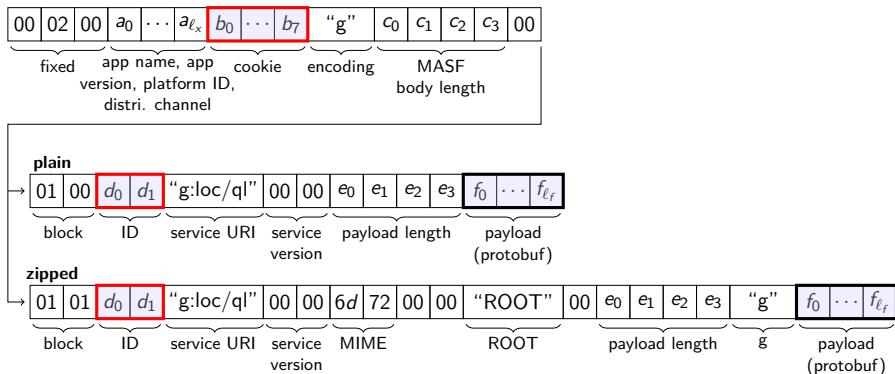 00 02 00 a0 ··· aℓx b0 ··· b7 "g" c0 c1 c2 c3 00
fixed app name, app version, platform ID, distri. channel cookie encoding MASF body length
plain
01 00 d0 d1 "g:loc/ql" 00 00 e0 e1 e2 e3 f0 ··· fℓf
block ID service URI service version payload length payload (protobuf)
zipped
01 01 d0 d1 "g:loc/ql" 00 00 6d 72 00 00 "ROOT" 00 e0 e1 e2 e3 "g" f0 ··· fℓf
block ID service URI service version MIME ROOT payload length g payload (protobuf)